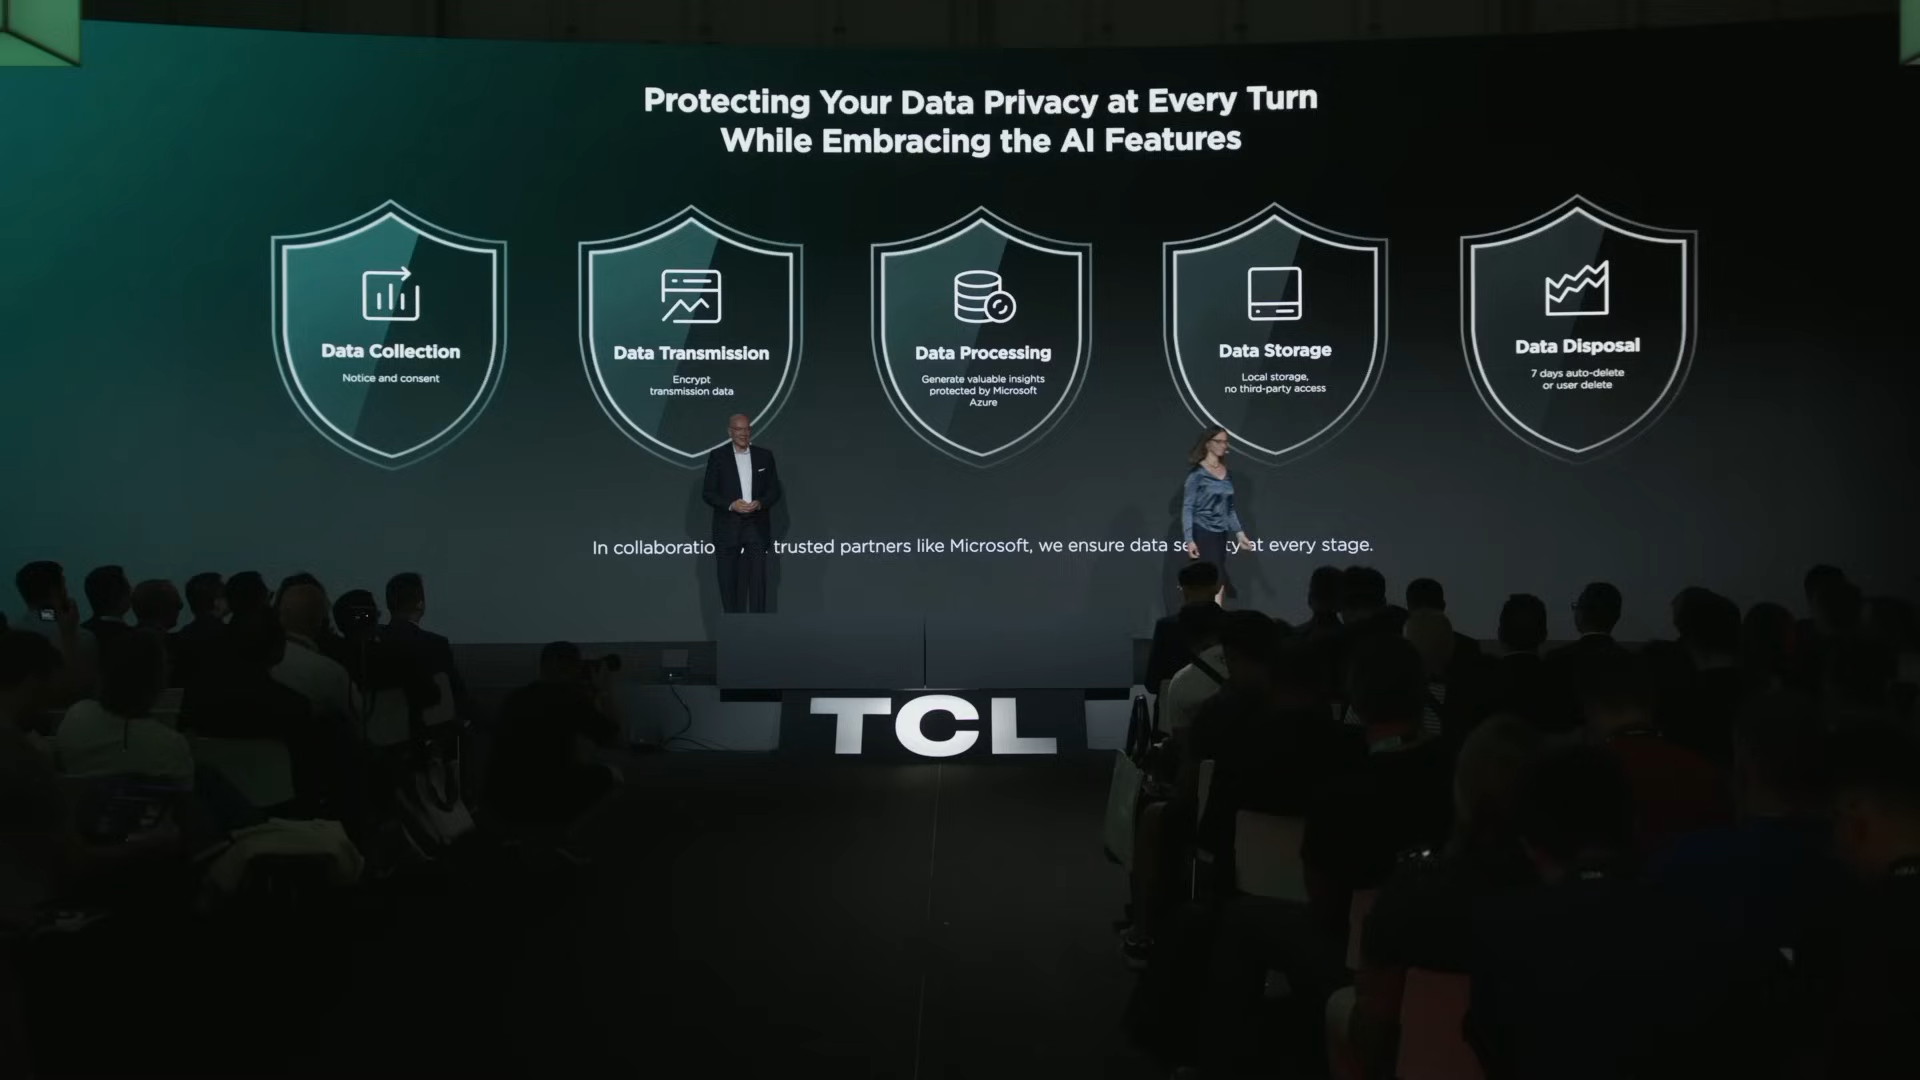 Protecting Your Data Privacy at Every Turn
While Embracing the AI Features
Data Collection
Notice and consent
Data Transmission
Encrypt
transmission data
Data Processing
Generate valuable insights
protected by Microsoft
Azure
Data Storage
Local storage,
no third-party access
Data Disposal
7 days auto-delete
or user delete
In trusted partners like Microsoft, we ensure data at every stage.
TCL